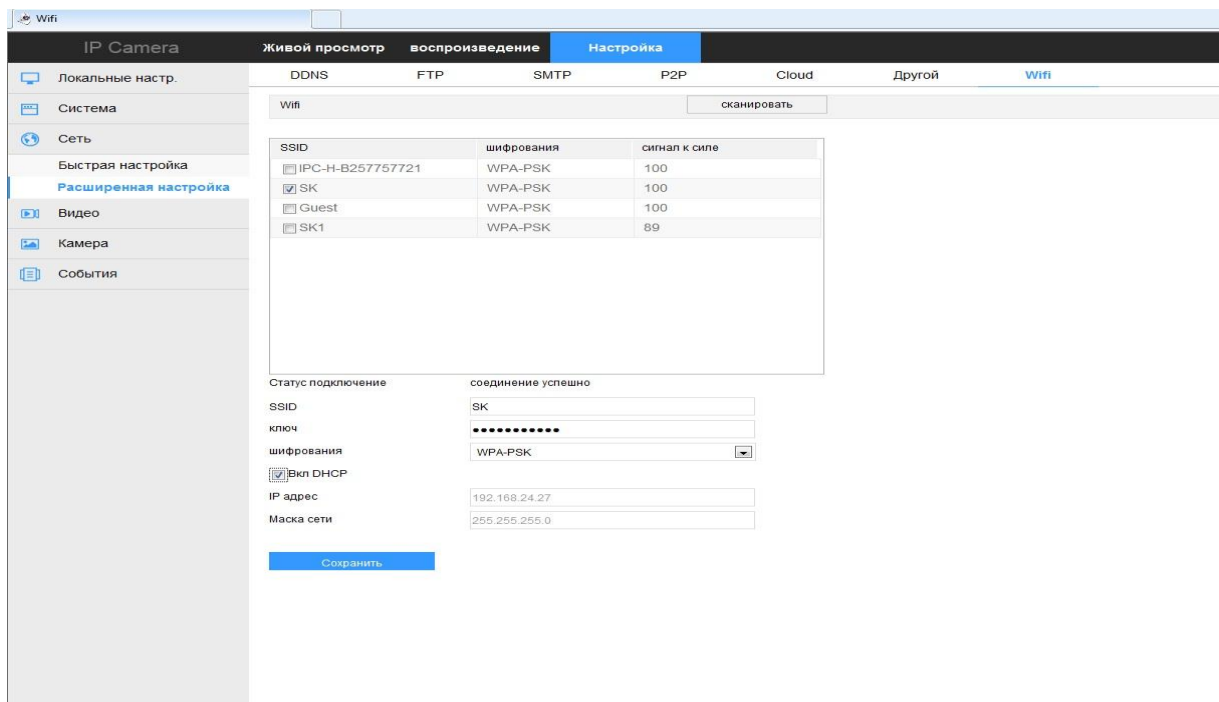 Wifi
IP Camera
Живой просмотр воспроизведение Настройка
Локальные настр.
Система
Сеть
Быстрая настройка
Расширенная настройка
Видео
Камера
События
DDNS FTP SMTP P2P Cloud Другой Wifi
Wifi сканировать
SSID шифрования сигнал к силе
IPC-H-B257757721 WPA-PSK 100
SK WPA-PSK 100
Guest WPA-PSK 100
SK1 WPA-PSK 89
Статус подключение соединение успешно
SSID SK
ключ •••••••••••
шифрования WPA-PSK
Вкл DHCP
IP адрес 192.168.24.27
Маска сети 255.255.255.0
Сохранить